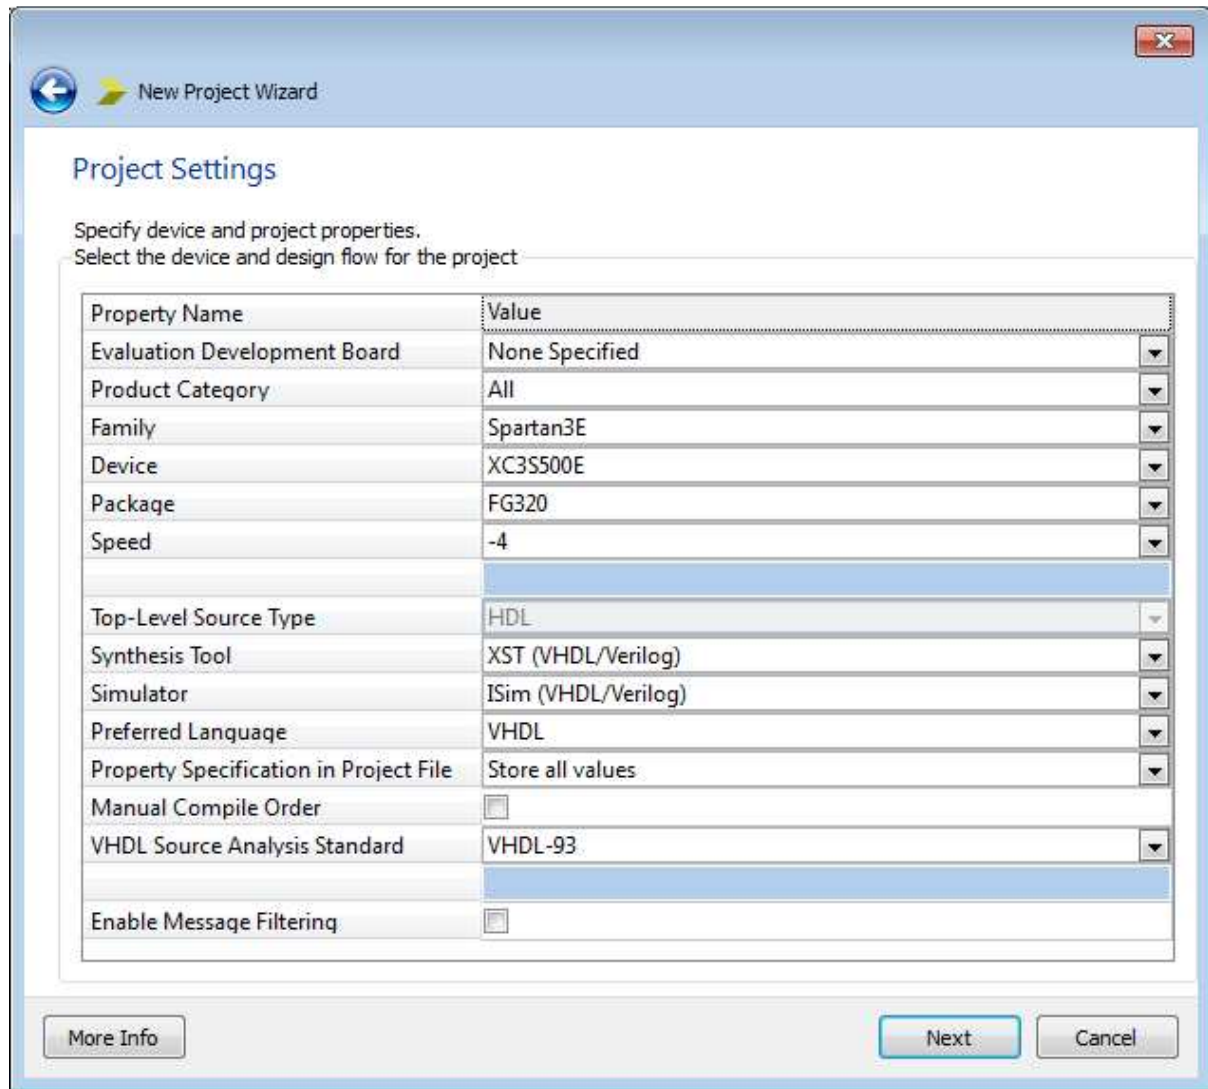 New Project Wizard
Project Settings
Specify device and project properties.
Select the device and design flow for the project
Property Name Value
Evaluation Development Board None Specified
Product Category All
Family Spartan3E
Device XC3S500E
Package FG320
Speed -4
Top-Level Source Type HDL
Synthesis Tool XST (VHDL/Verilog)
Simulator ISim (VHDL/Verilog)
Preferred Language VHDL
Property Specification in Project File Store all values
Manual Compile Order
VHDL Source Analysis Standard VHDL-93
Enable Message Filtering
More Info Next Cancel